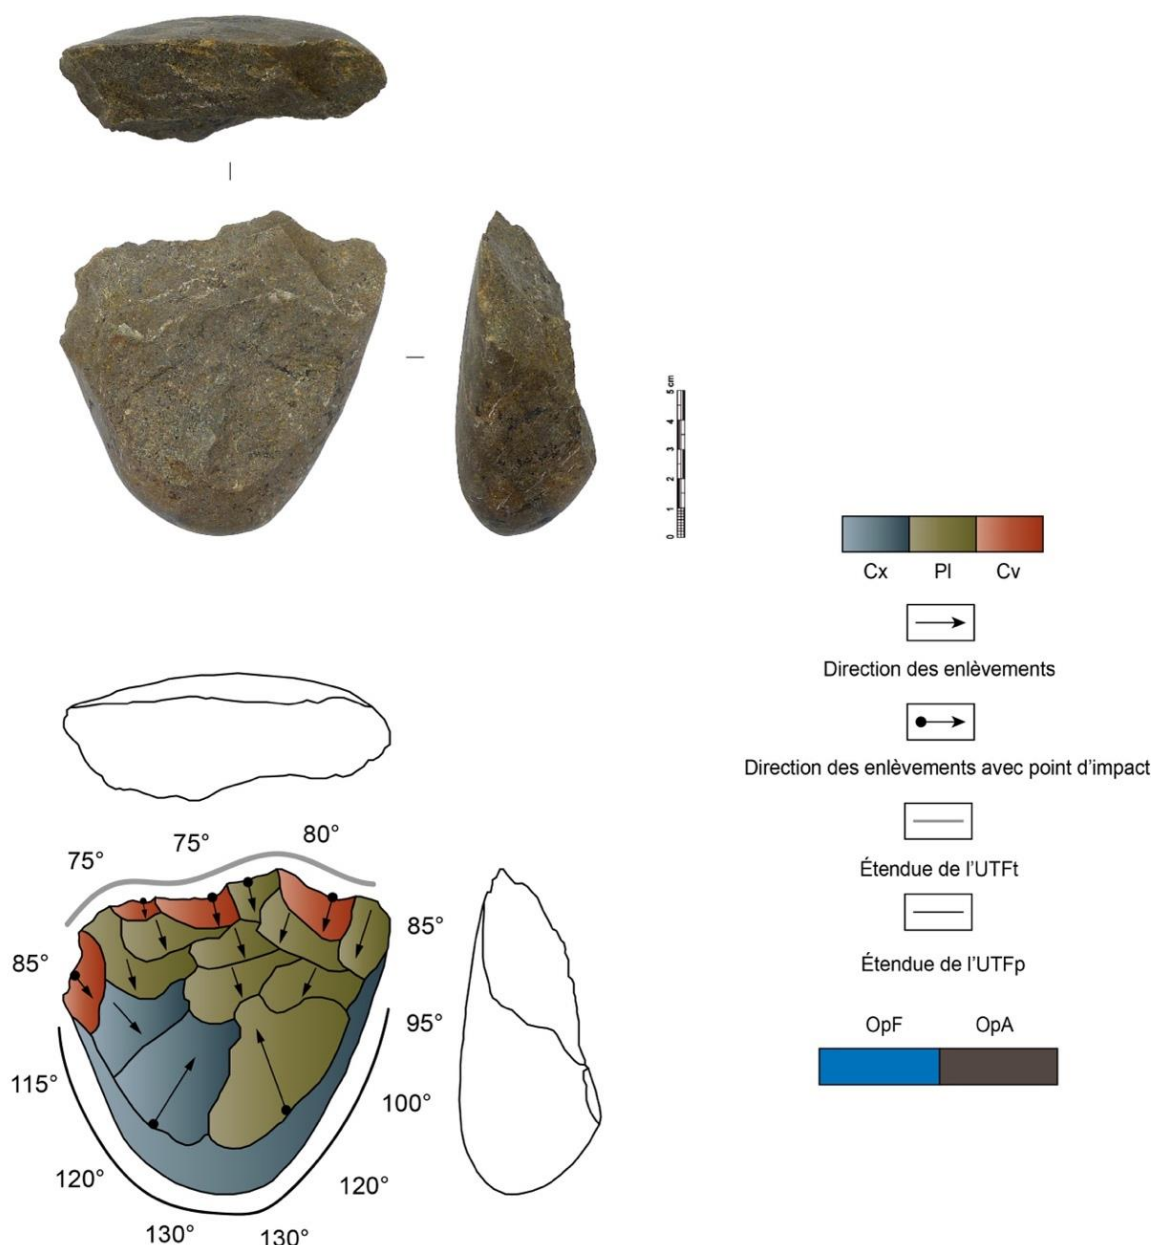 5 cm
4
3
2
1
0
Cx Pl Cv
Direction des enlèvements
Direction des enlèvements avec point d'impact
Étendue de l'UTFt
Étendue de l'UTFp
OpF OpA
75° 75° 80°
85° 85°
95°
115° 100°
120° 120°
130° 130°